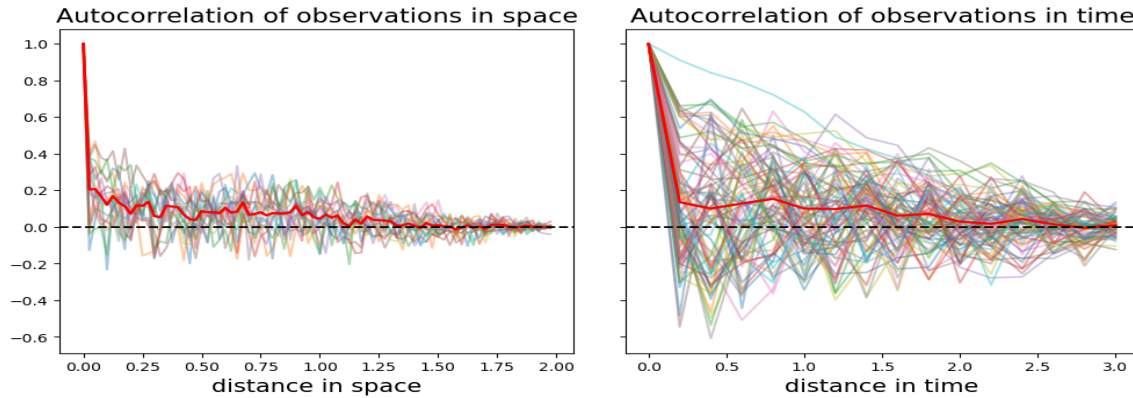 Autocorrelation of observations in space
1.0
0.8
0.6
0.4
0.2
0.0
−0.2
−0.4
−0.6
0.00 0.25 0.50 0.75 1.00 1.25 1.50 1.75 2.00
distance in space
Autocorrelation of observations in time
0.0 0.5 1.0 1.5 2.0 2.5 3.0
distance in time